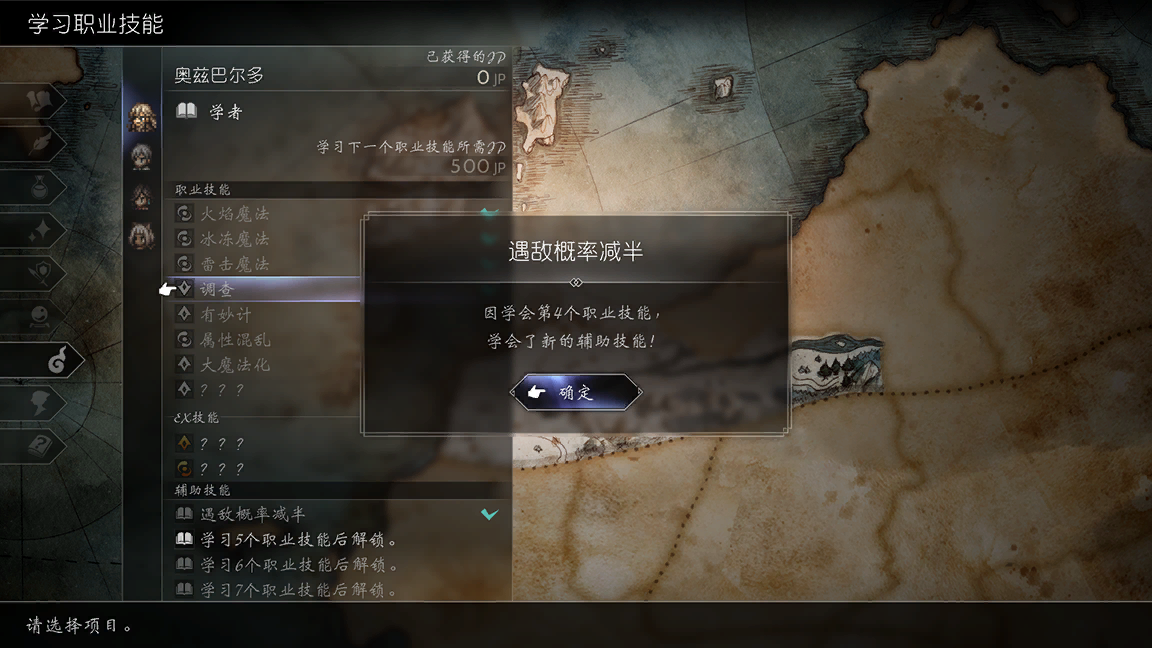 学习职业技能
已获得的JP
奥兹巴尔多
0 JP
学者
学习下一个职业技能所需JP
500 JP
职业技能
火焰魔法
冰冻魔法
雷击魔法
调查
有妙计
属性混乱
大魔法化
？？？
EX技能
？？？
？？？
辅助技能
遇敌概率减半
学习5个职业技能后解锁。
学习6个职业技能后解锁。
学习7个职业技能后解锁。
遇敌概率减半
因学会第4个职业技能，
学会了新的辅助技能！
确定
请选择项目。